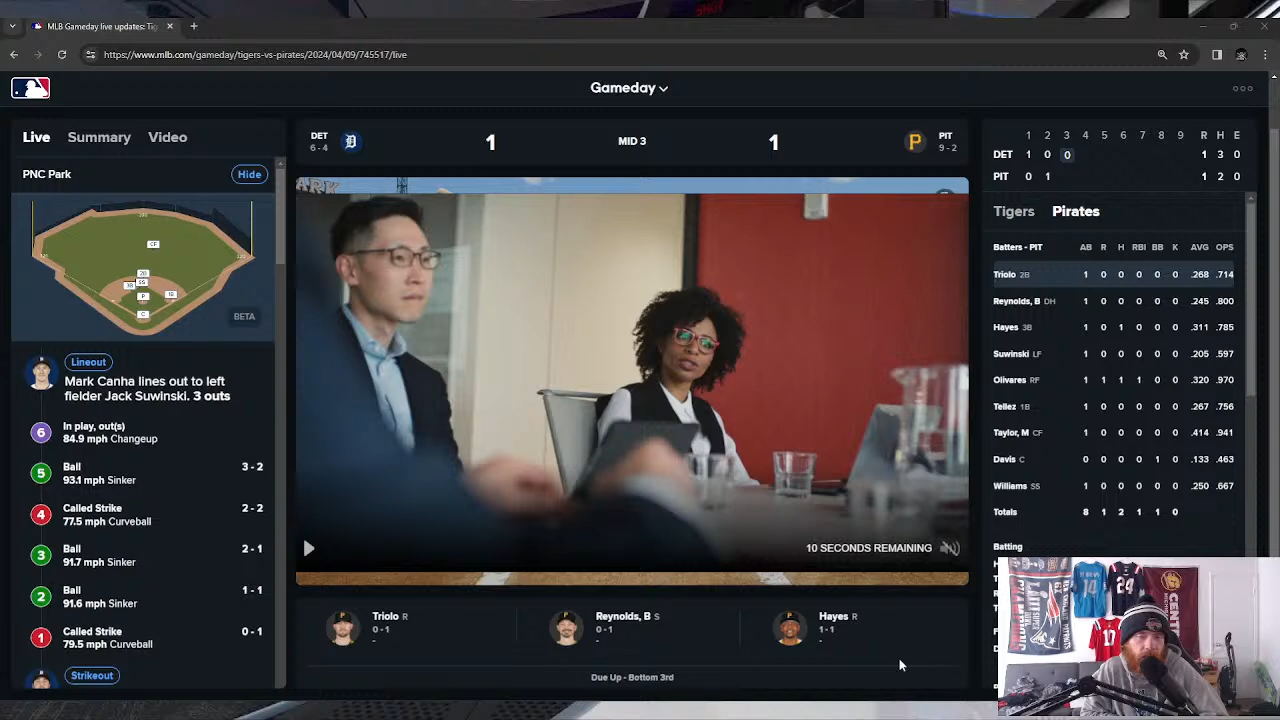 MLB Gameday live updates: Tig
https://www.mlb.com/gameday/tigers-vs-pirates/2024/04/09/745517/live
Gameday
Live Summary Video
PNC Park
Hide
CF
2B
SS
3B
1B
P
C
BETA
Lineout
Mark Canha lines out to left
fielder Jack Suwinski. 3 outs
6 In play, out(s)
84.9 mph Changeup
5 Ball 3 - 2
93.1 mph Sinker
4 Called Strike 2 - 2
77.5 mph Curveball
3 Ball 2 - 1
91.7 mph Sinker
2 Ball 1 - 1
91.6 mph Sinker
1 Called Strike 0 - 1
79.5 mph Curveball
Strikeout
DET 1 MID 3 1 PIT
6 - 4 9 - 2
ARK
10 SECONDS REMAINING
Triolo R
0 - 1
-
Reynolds, B S
0 - 1
-
Hayes R
1 - 1
-
Due Up - Bottom 3rd
1 2 3 4 5 6 7 8 9 R H E
DET 1 0 0 1 3 0
PIT 0 1 1 2 0
Tigers Pirates
Batters - PIT AB R H RBI BB K AVG OPS
Triolo 2B 1 0 0 0 0 0 .268 .714
Reynolds, B DH 1 0 0 0 0 0 .245 .800
Hayes 3B 1 0 1 0 0 0 .311 .785
Suwinski LF 1 0 0 0 0 0 .205 .597
Olivares RF 1 1 1 1 0 0 .320 .970
Tellez 1B 1 0 0 0 0 0 .267 .756
Taylor, M CF 1 0 0 0 0 0 .414 .941
Davis C 0 0 0 0 1 0 .133 .463
Williams SS 1 0 0 0 0 0 .250 .667
Totals 8 1 2 1 1 0
Batting
14
24
10